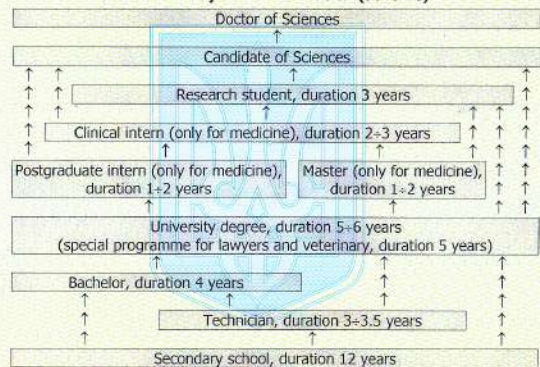 Doctor of Sciences
Candidate of Sciences
Research student, duration 3 years
Clinical intern (only for medicine), duration 2÷3 years
Postgraduate intern (only for medicine),
duration 1÷2 years
Master (only for medicine),
duration 1÷2 years
University degree, duration 5÷6 years
(special programme for lawyers and veterinary, duration 5 years)
Bachelor, duration 4 years
Technician, duration 3÷3.5 years
Secondary school, duration 12 years